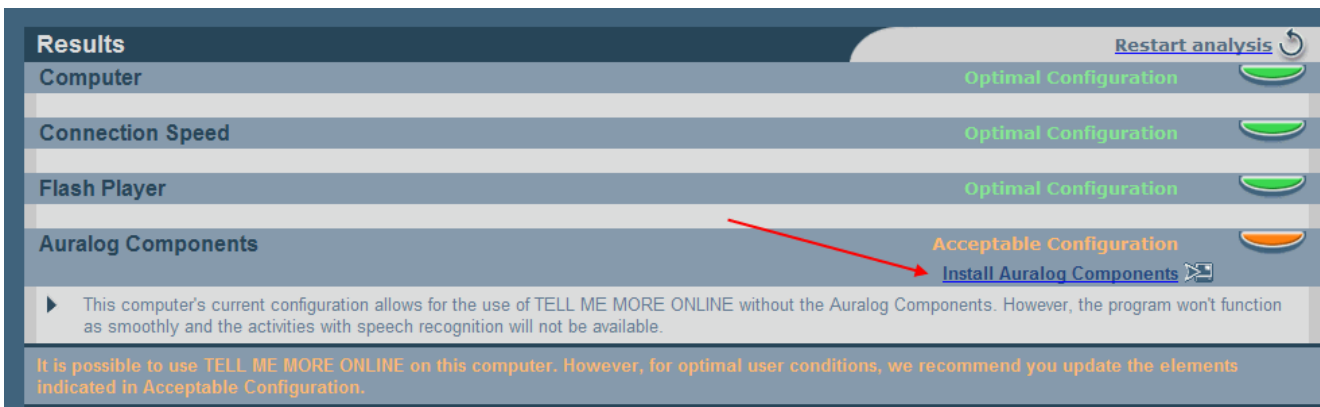 Results
Restart analysis
Computer
Optimal Configuration
Connection Speed
Optimal Configuration
Flash Player
Optimal Configuration
Auralog Components
Acceptable Configuration
Install Auralog Components
This computer's current configuration allows for the use of TELL ME MORE ONLINE without the Auralog Components. However, the program won't function
as smoothly and the activities with speech recognition will not be available.
It is possible to use TELL ME MORE ONLINE on this computer. However, for optimal user conditions, we recommend you update the elements
indicated in Acceptable Configuration.